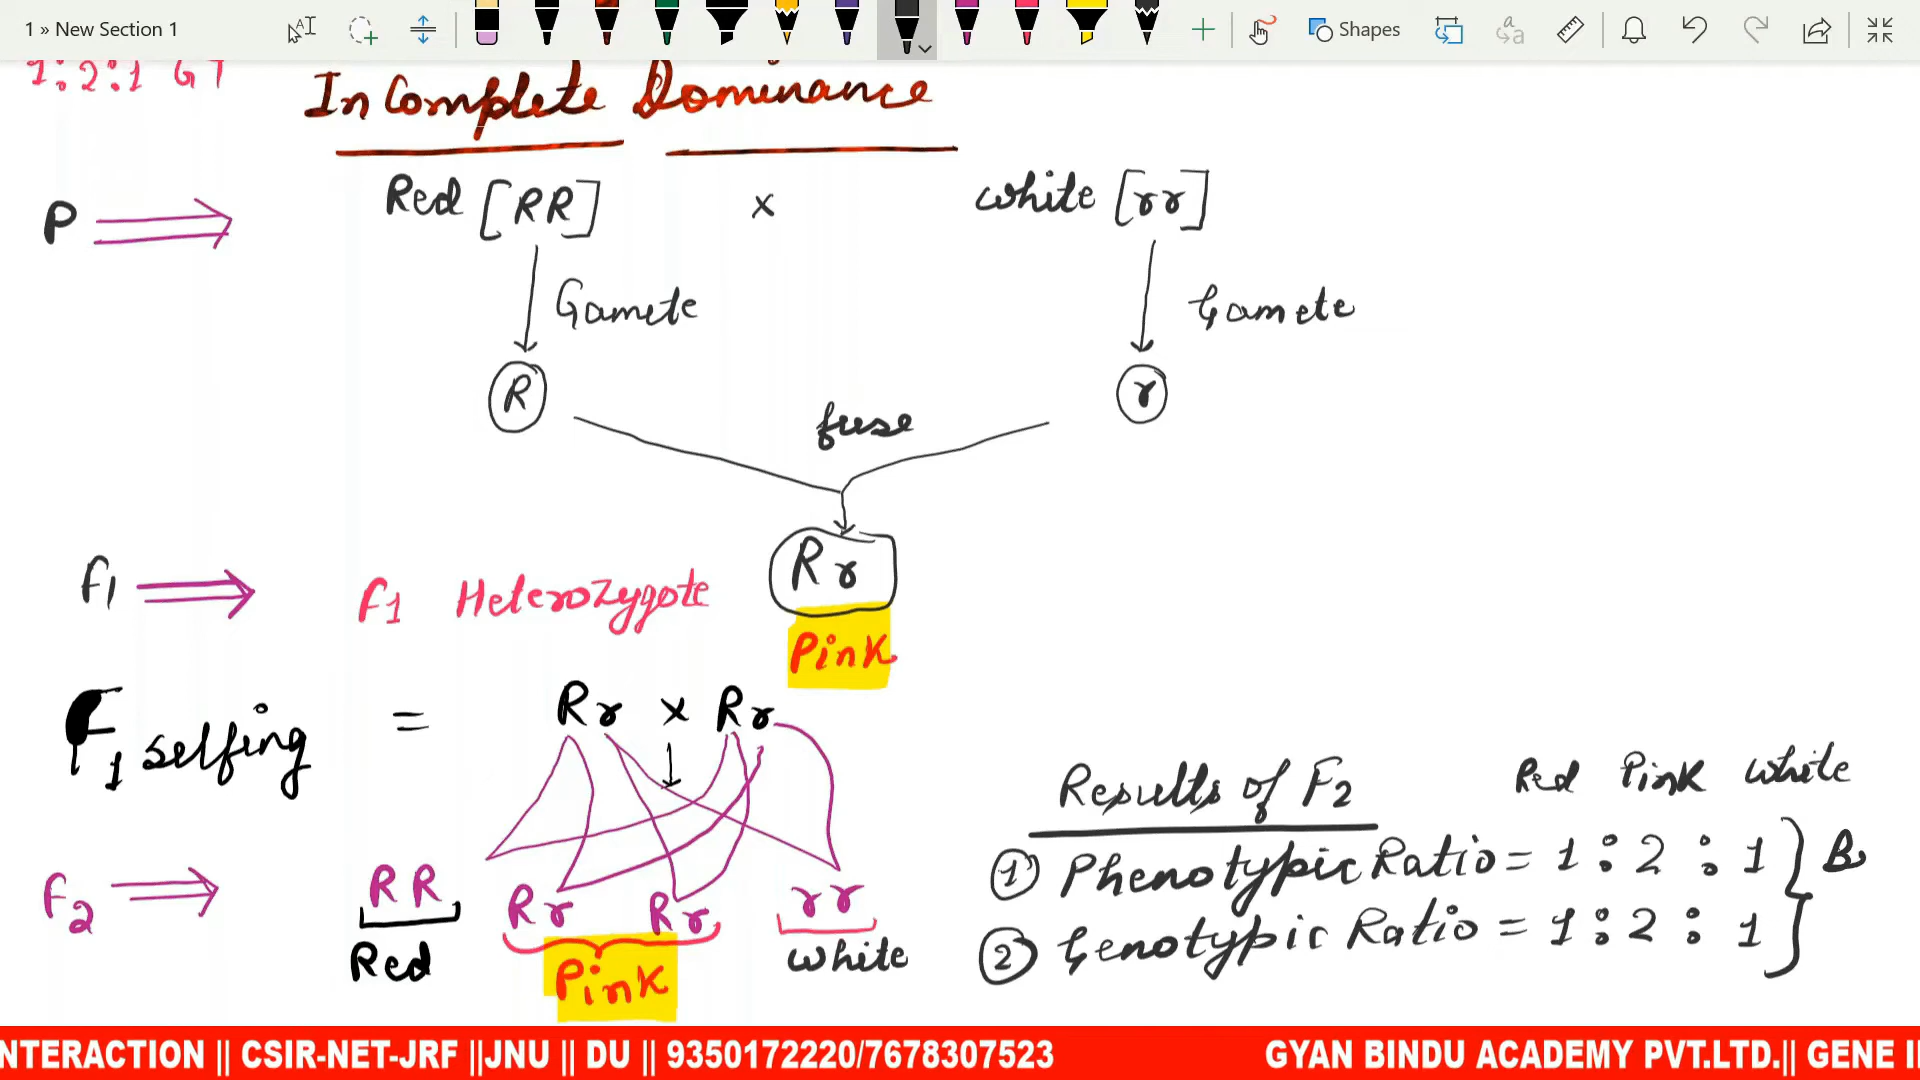 1 » New Section 1
Shapes
1:2:1 GT
InComplete Dominance
P Red [RR] x white [rr]
Gamete Gamete
R r
fuse
Rr
F1 F1 Heterozygote
Pink
F1 selfing = Rr x Rr
Results of F2 Red Pink white
① Phenotypic Ratio = 1:2:1
② Genotypic Ratio = 1:2:1
F2 RR Rr Rr rr
Red Pink white
NTERACTION || CSIR-NET-JRF ||JNU || DU || 9350172220/7678307523 GYAN BINDU ACADEMY PVT.LTD.|| GENE I